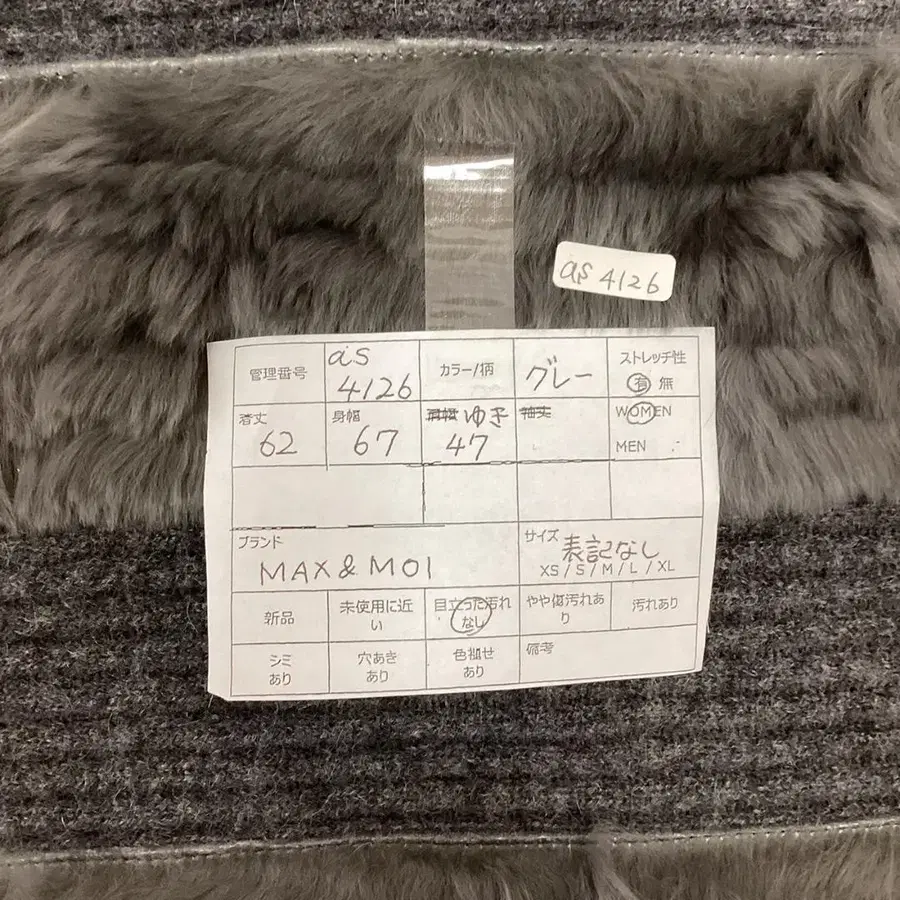 as 4126
管理番号
as
4126
カラー/柄
グレー
ストレッチ性
有 無
着丈
62
身幅
67
肩幅 ゆき
47
袖丈
WOMEN
MEN :
ブランド
MAX & MOI
サイズ
表記なし
XS / S / M / L / XL
新品
未使用に近
い
目立った汚れ
なし
やや傷汚れあ
り
汚れあり
シミ
あり
穴あき
あり
色褪せ
あり
備考